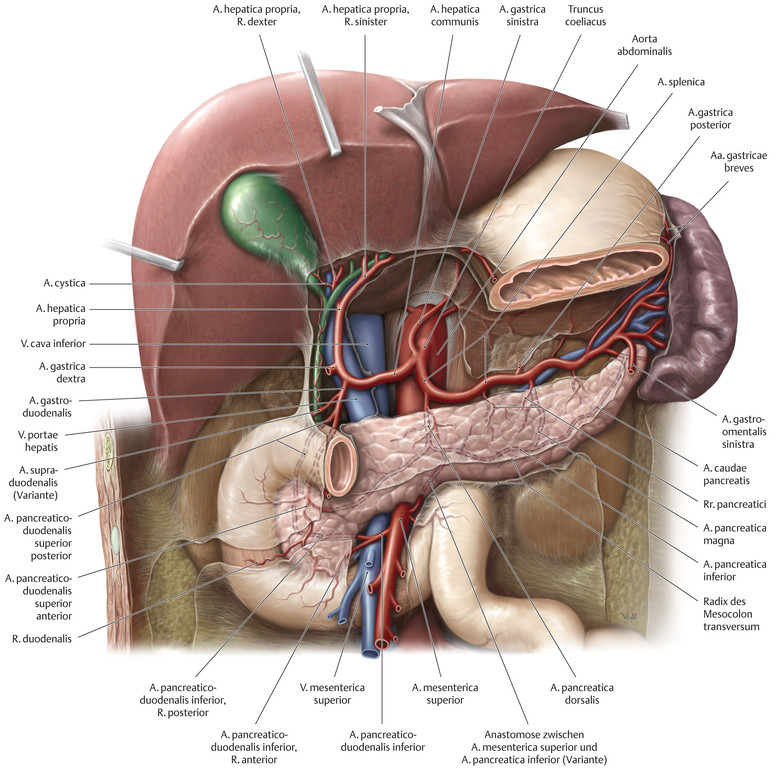 A. hepatica propria,
R. dexter
A. hepatica propria,
R. sinister
A. hepatica
communis
A. gastrica
sinistra
Truncus
coeliacus
Aorta
abdominalis
A. splenica
A.gastrica
posterior
Aa. gastricae
breves
A. cystica
A. hepatica
propria
V. cava inferior
A. gastrica
dextra
A. gastro-
duodenalis
V. portae
hepatis
A. supra-
duodenalis
(Variante)
A. pancreatico-
duodenalis
superior
posterior
A. pancreatico-
duodenalis
superior
anterior
R. duodenalis
A. gastro-
omentalis
sinistra
A. caudae
pancreatis
Rr. pancreatici
A. pancreatica
magna
A. pancreatica
inferior
Radix des
Mesocolon
transversum
A. pancreatico-
duodenalis inferior,
R. posterior
V. mesenterica
superior
A. mesenterica
superior
A. pancreatica
dorsalis
A. pancreatico-
duodenalis inferior,
R. anterior
A. pancreatico-
duodenalis inferior
Anastomose zwischen
A. mesenterica superior und
A. pancreatica inferior (Variante)